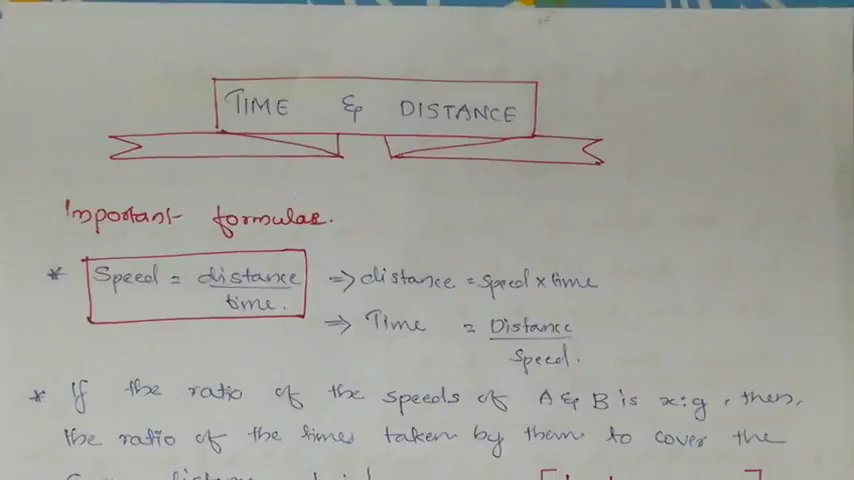 TIME & DISTANCE
Important formulas.
* Speed = distance/time. => distance = speed x time
=> Time = Distance/Speed.
* If the ratio of the speeds of A & B is x:y, then,
the ratio of the times taken by them to cover the